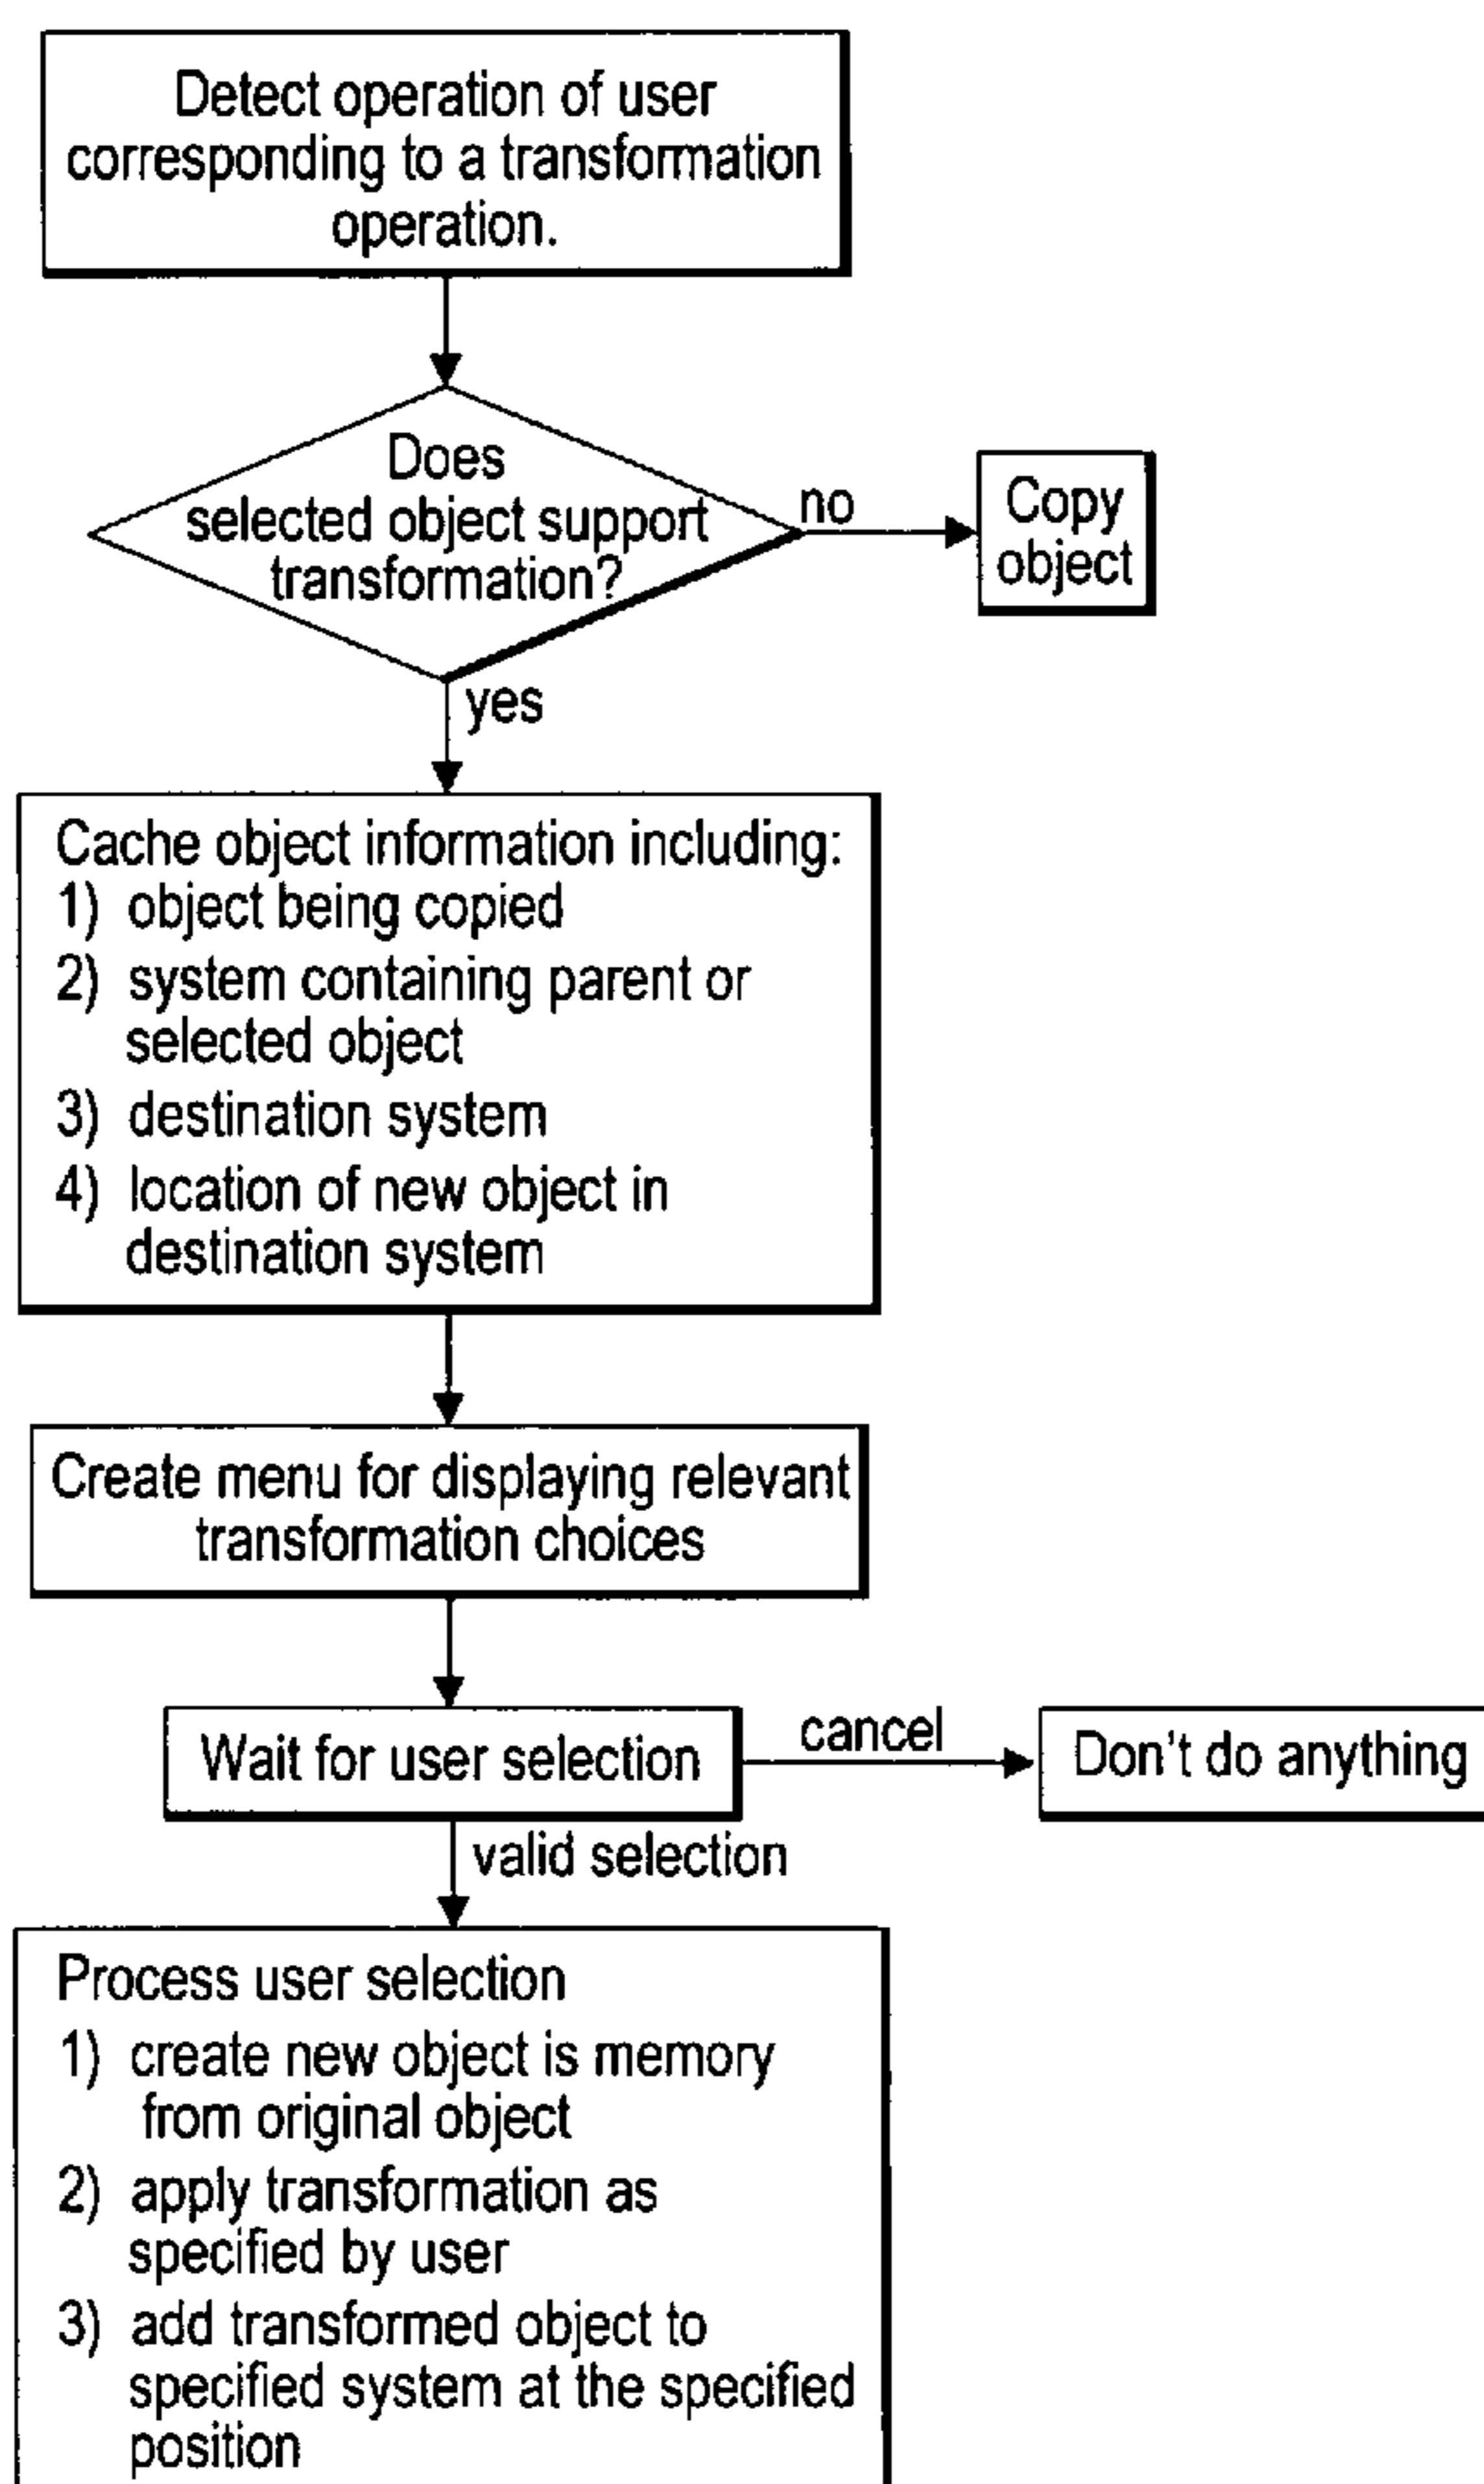 Detect operation of user
corresponding to a transformation
operation.
Does
selected object support
transformation?
no
Copy
object
yes
Cache object information including:
1) object being copied
2) system containing parent or
selected object
3) destination system
4) location of new object in
destination system
Create menu for displaying relevant
transformation choices
Wait for user selection
cancel
Don't do anything
valid selection
Process user selection
1) create new object is memory
from original object
2) apply transformation as
specified by user
3) add transformed object to
specified system at the specified
position